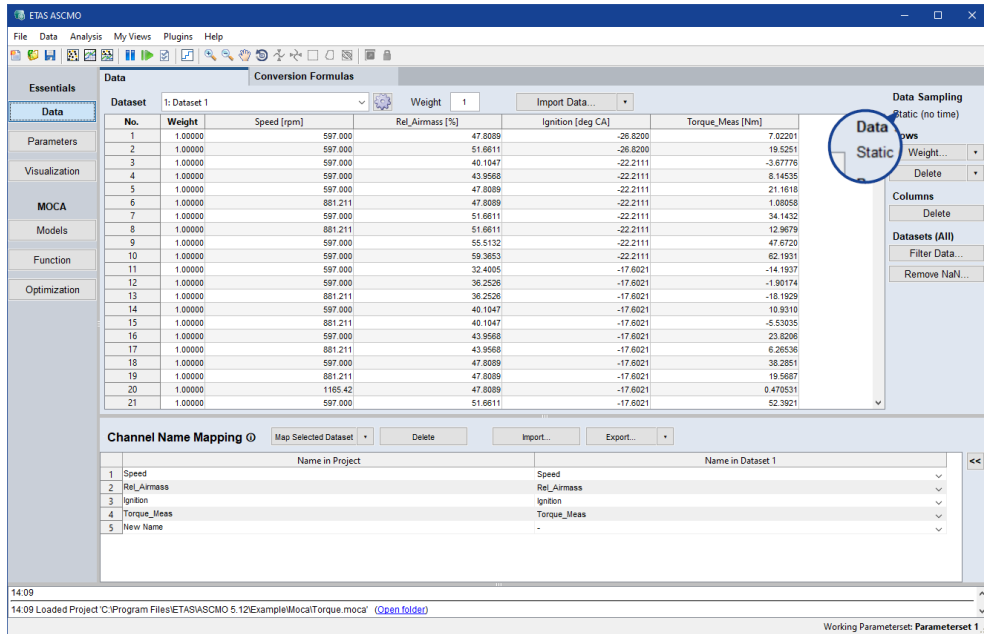 ETAS ASCMO
File Data Analysis My Views Plugins Help
Essentials
Data
Parameters
Visualization
MOCA
Models
Function
Optimization
Data Conversion Formulas
Dataset 1: Dataset 1 Weight 1 Import Data...
No. Weight Speed [rpm] Rel_Airmass [%] Ignition [deg CA] Torque_Meas [Nm]
1 1.00000 597.000 47.8089 -26.8200 7.02201
2 1.00000 597.000 51.6611 -26.8200 19.5251
3 1.00000 597.000 40.1047 -22.2111 -3.67776
4 1.00000 597.000 43.9568 -22.2111 8.14535
5 1.00000 597.000 47.8089 -22.2111 21.1618
6 1.00000 881.211 47.8089 -22.2111 1.08058
7 1.00000 597.000 51.6611 -22.2111 34.1432
8 1.00000 881.211 51.6611 -22.2111 12.9679
9 1.00000 597.000 55.5132 -22.2111 47.6720
10 1.00000 597.000 59.3653 -22.2111 62.1931
11 1.00000 597.000 32.4005 -17.6021 -14.1937
12 1.00000 597.000 36.2526 -17.6021 -1.90174
13 1.00000 881.211 36.2526 -17.6021 -18.1929
14 1.00000 597.000 40.1047 -17.6021 10.9310
15 1.00000 881.211 40.1047 -17.6021 -5.53035
16 1.00000 597.000 43.9568 -17.6021 23.8206
17 1.00000 881.211 43.9568 -17.6021 6.26536
18 1.00000 597.000 47.8089 -17.6021 38.2851
19 1.00000 881.211 47.8089 -17.6021 19.5687
20 1.00000 1165.42 47.8089 -17.6021 0.470531
21 1.00000 597.000 51.6611 -17.6021 52.3921
Data Sampling
Static (no time)
Data
Static
Weight...
Delete
Columns
Delete
Datasets (All)
Filter Data...
Remove NaN...
Channel Name Mapping Map Selected Dataset Delete Import... Export... <<
Name in Project Name in Dataset 1
1 Speed Speed
2 Rel_Airmass Rel_Airmass
3 Ignition Ignition
4 Torque_Meas Torque_Meas
5 New Name -
14:09
14:09 Loaded Project 'C:\Program Files\ETAS\ASCMO 5.12\Example\Moca\Torque.moca' (Open folder)
Working Parameterset: Parameterset 1